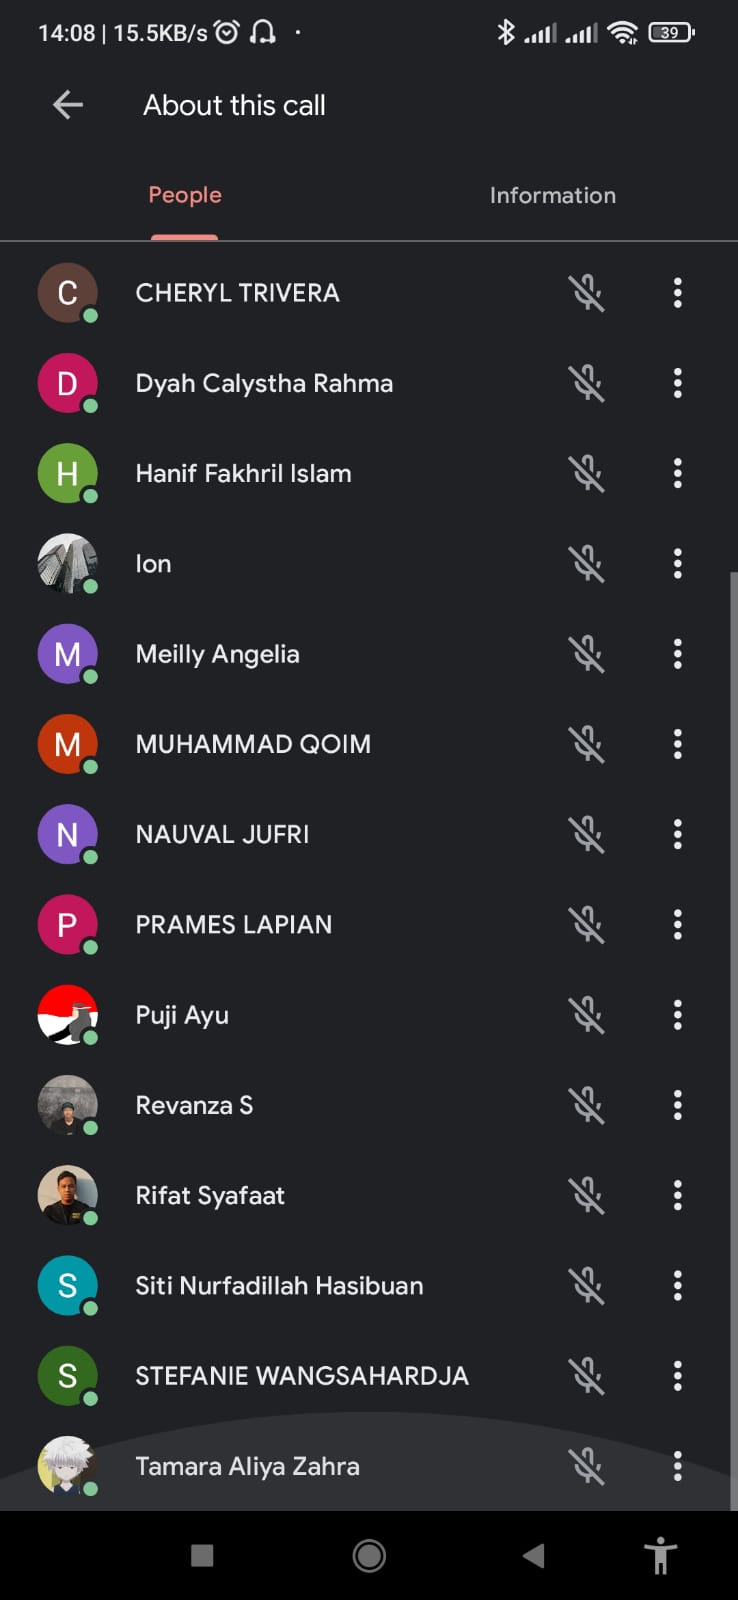 14:08 | 15.5KB/s 39
About this call
People Information
C CHERYL TRIVERA
D Dyah Calystha Rahma
H Hanif Fakhril Islam
Ion
M Meilly Angelia
M MUHAMMAD QOIM
N NAUVAL JUFRI
P PRAMES LAPIAN
Puji Ayu
Revanza S
Rifat Syafaat
S Siti Nurfadillah Hasibuan
S STEFANIE WANGSAHARDJA
Tamara Aliya Zahra